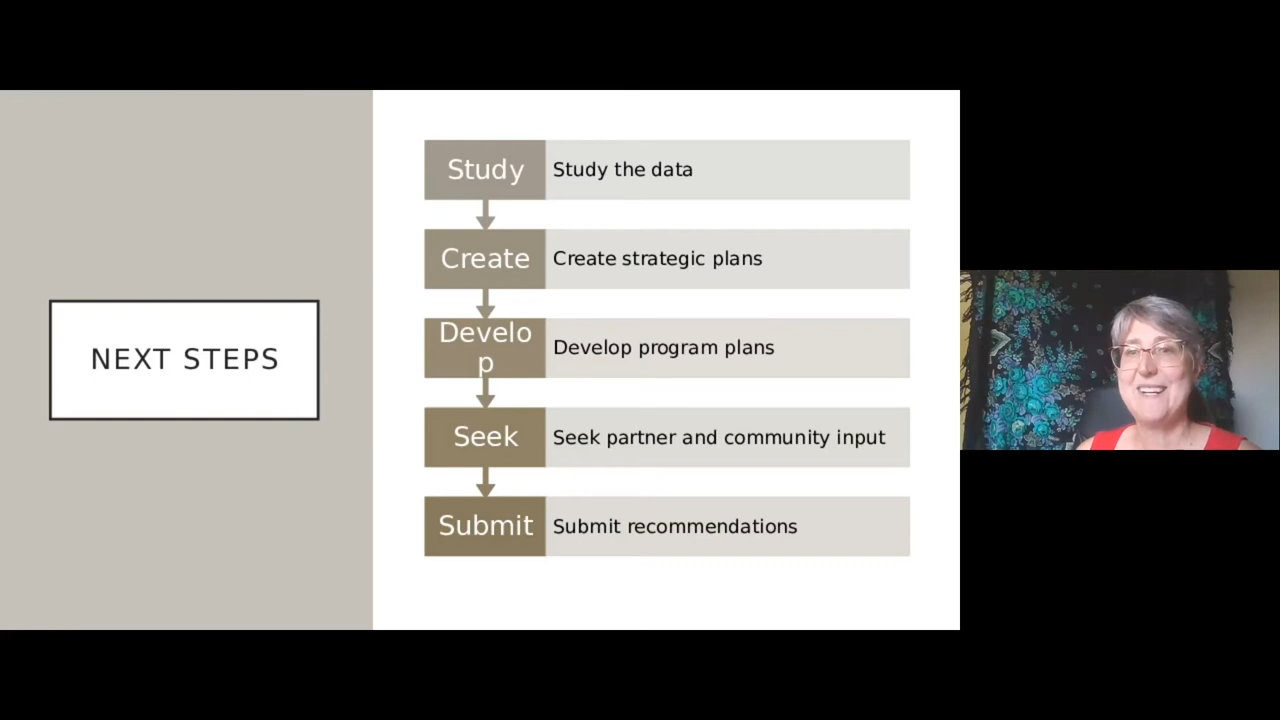 NEXT STEPS
Study
Study the data
Create
Create strategic plans
Develo
p
Develop program plans
Seek
Seek partner and community input
Submit
Submit recommendations